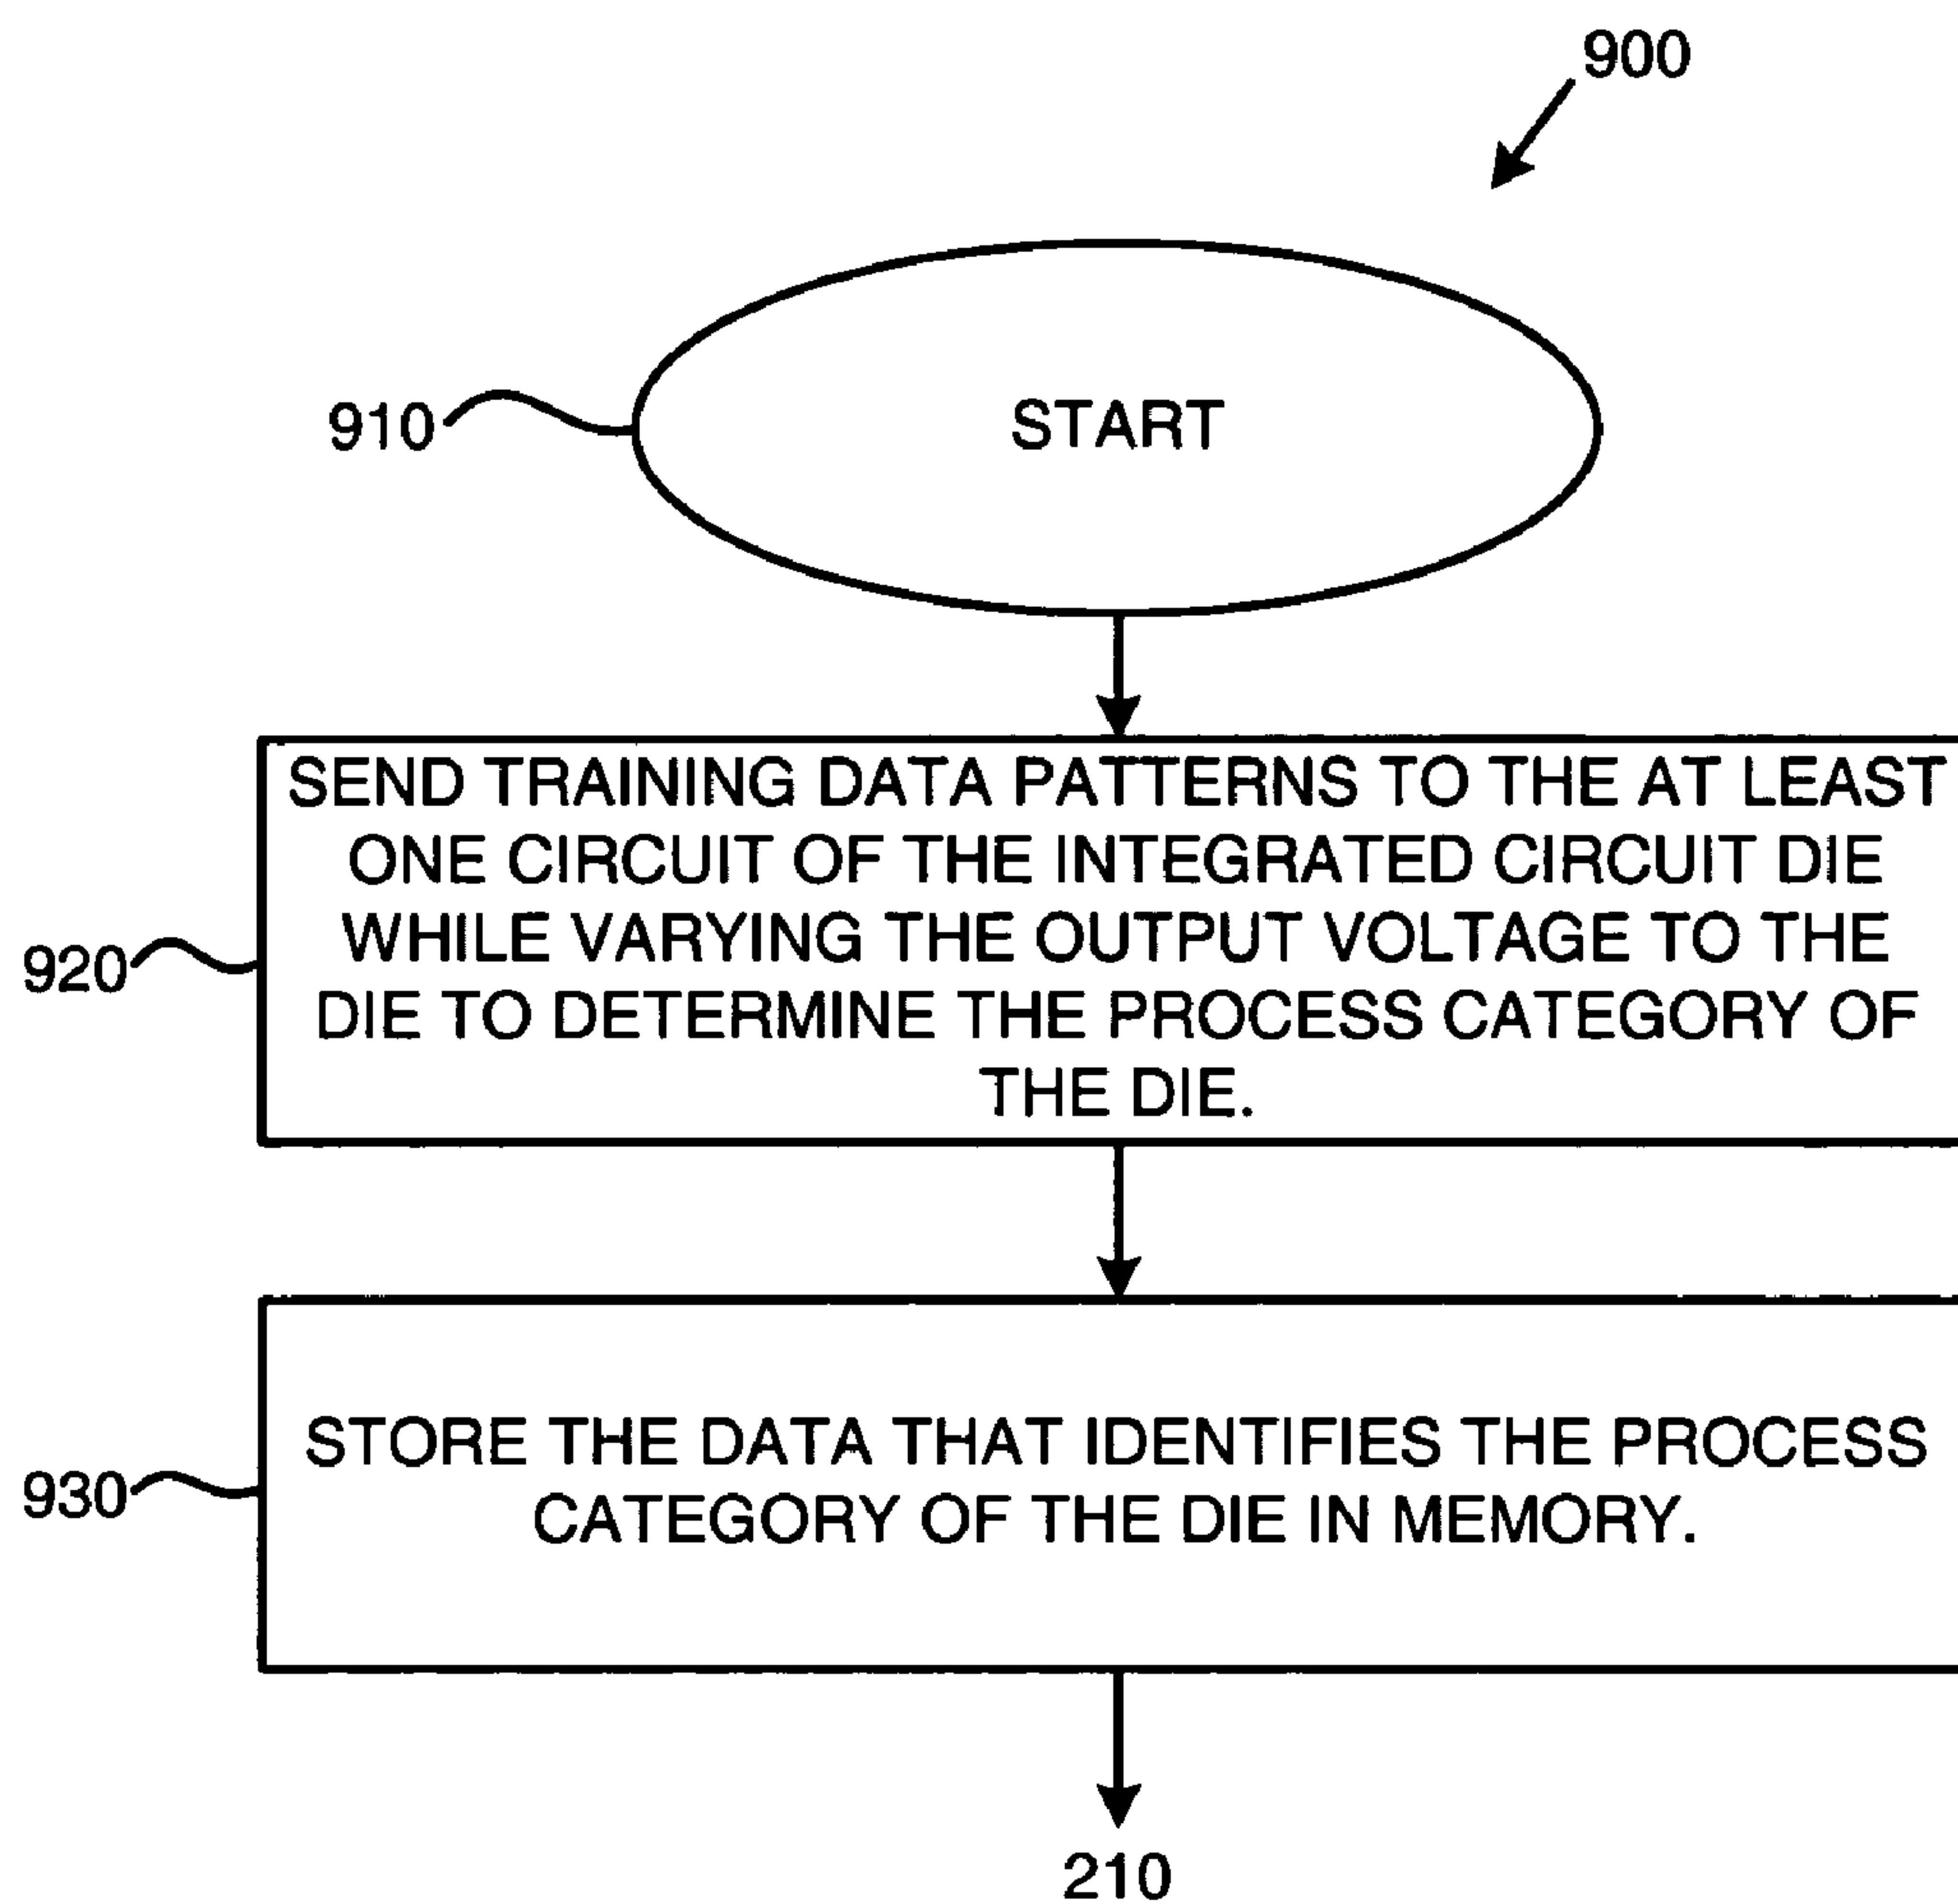 900
START
910
SEND TRAINING DATA PATTERNS TO THE AT LEAST
ONE CIRCUIT OF THE INTEGRATED CIRCUIT DIE
WHILE VARYING THE OUTPUT VOLTAGE TO THE
DIE TO DETERMINE THE PROCESS CATEGORY OF
THE DIE.
920
STORE THE DATA THAT IDENTIFIES THE PROCESS
CATEGORY OF THE DIE IN MEMORY.
930
210